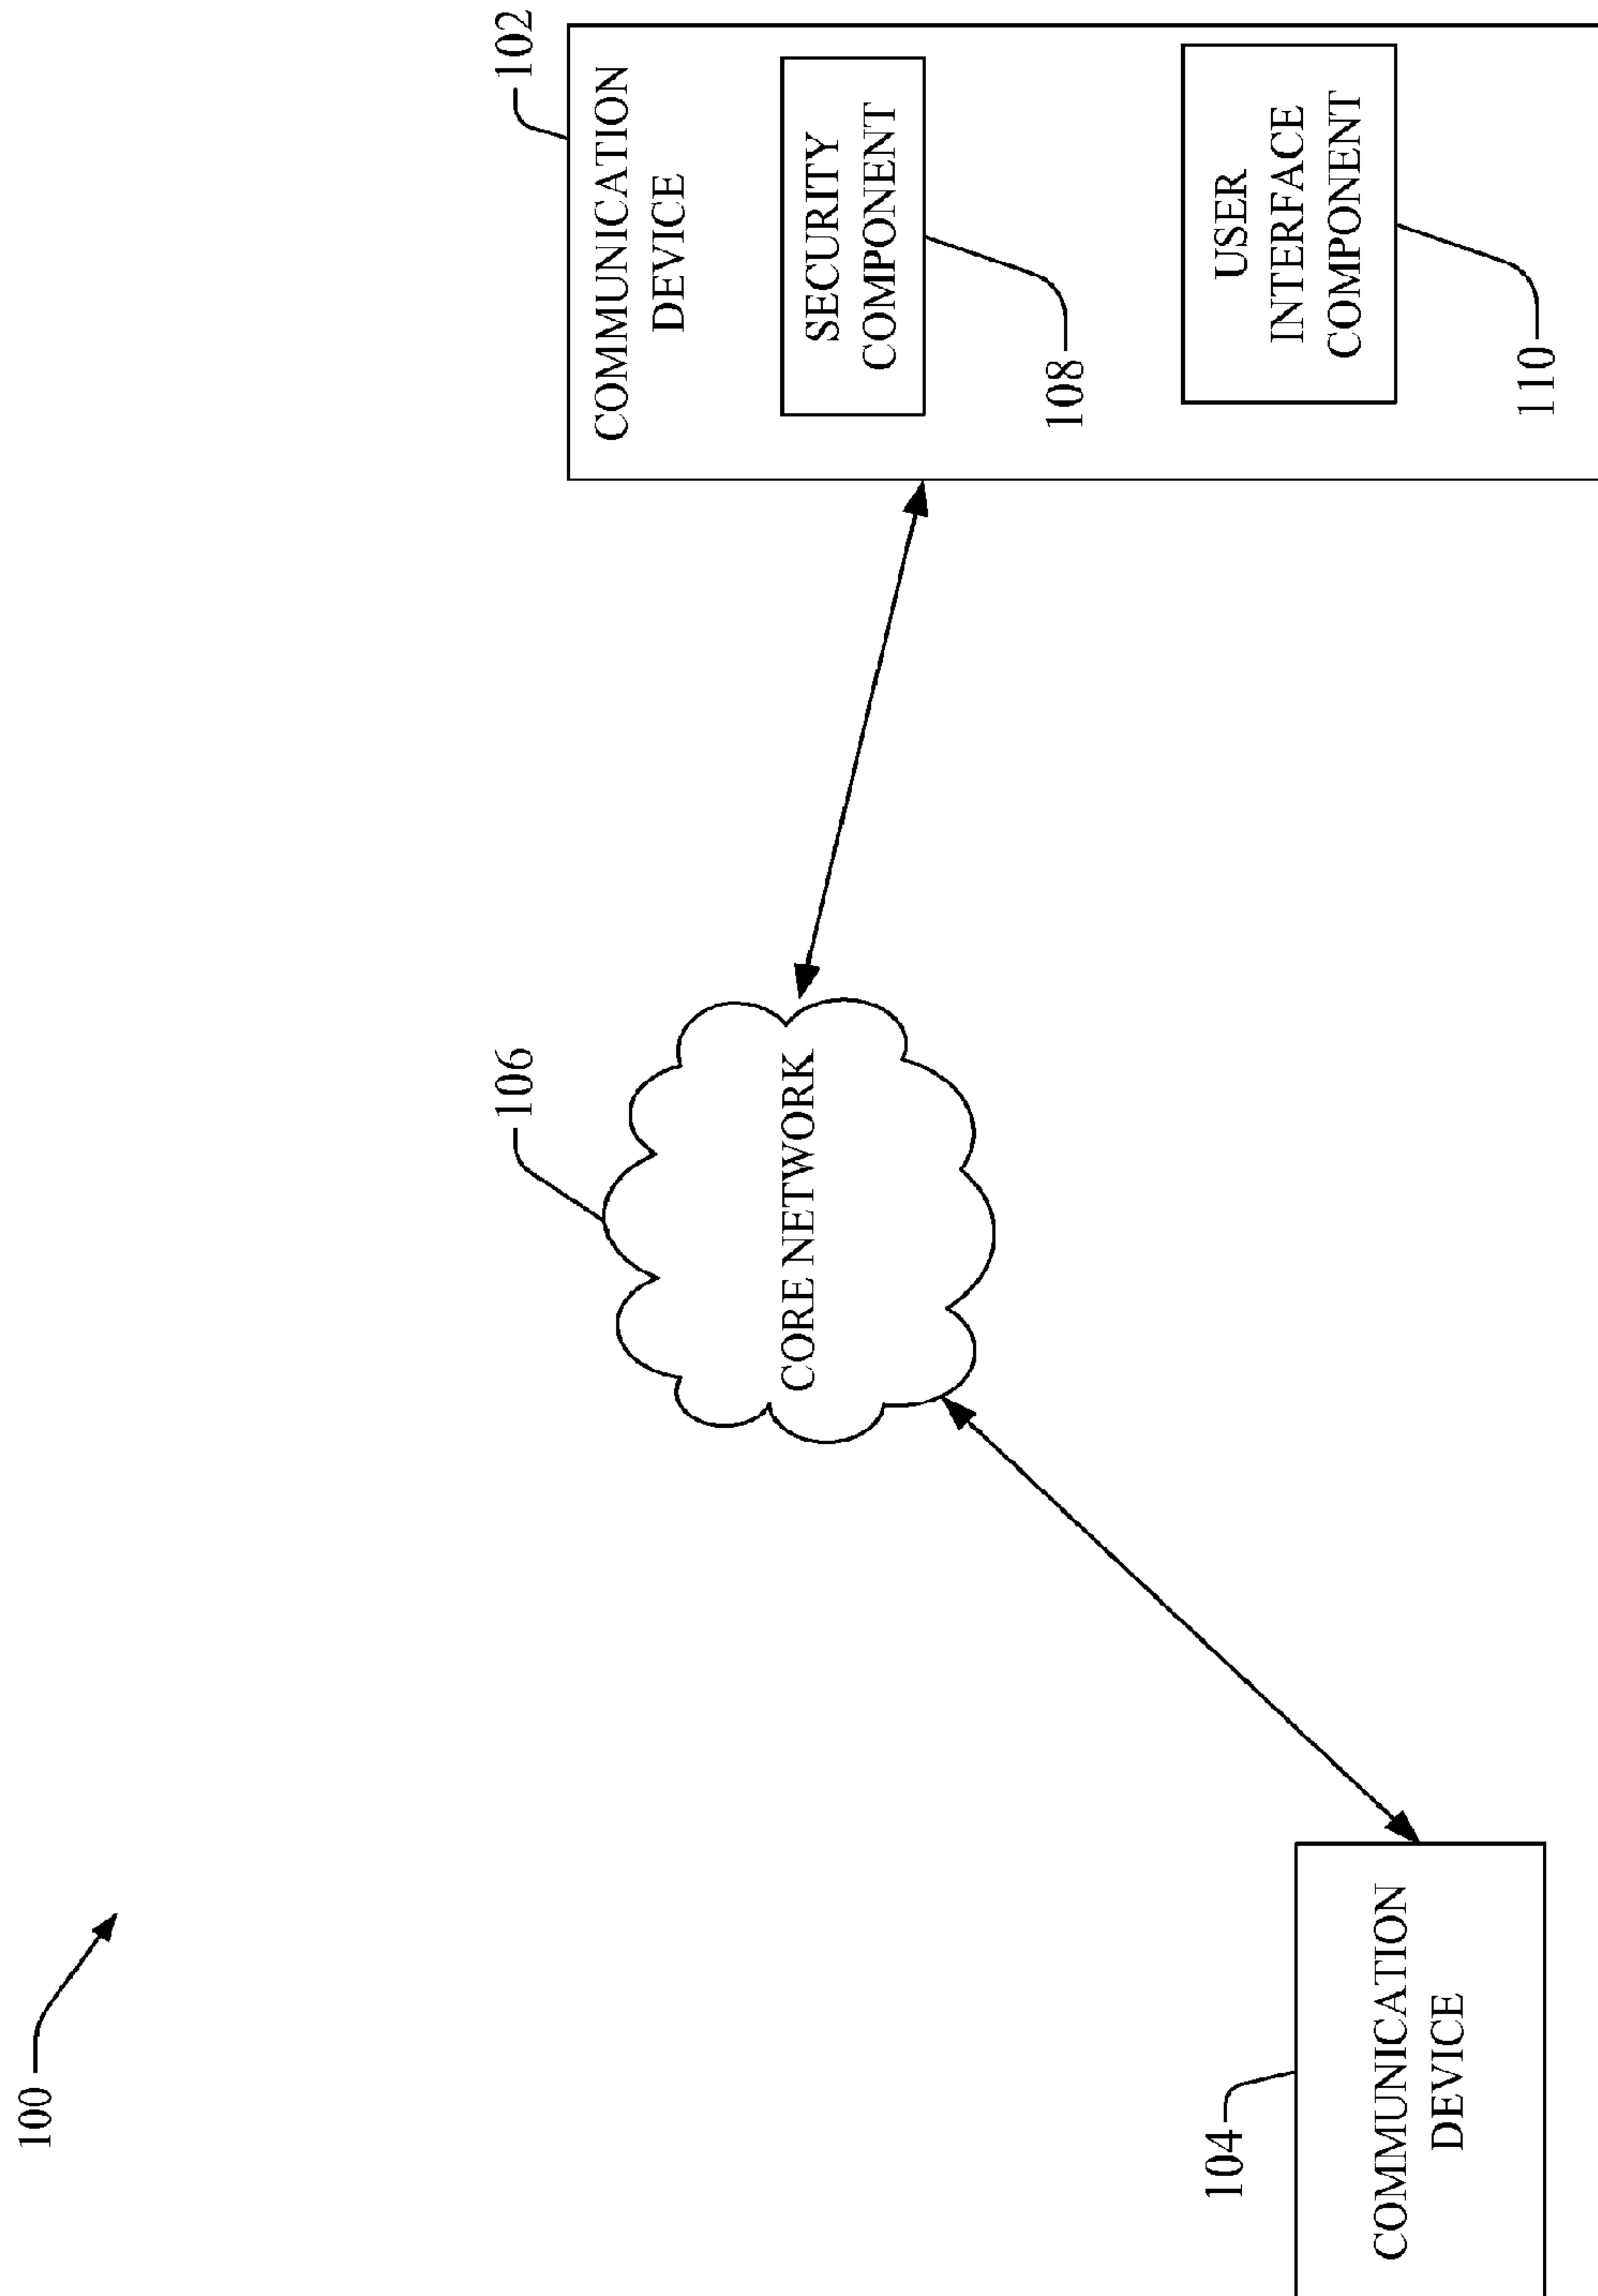 100
102
COMMUNICATION
DEVICE
SECURITY
COMPONENT
108
USER
INTERFACE
COMPONENT
110
106
CORE NETWORK
104
COMMUNICATION
DEVICE